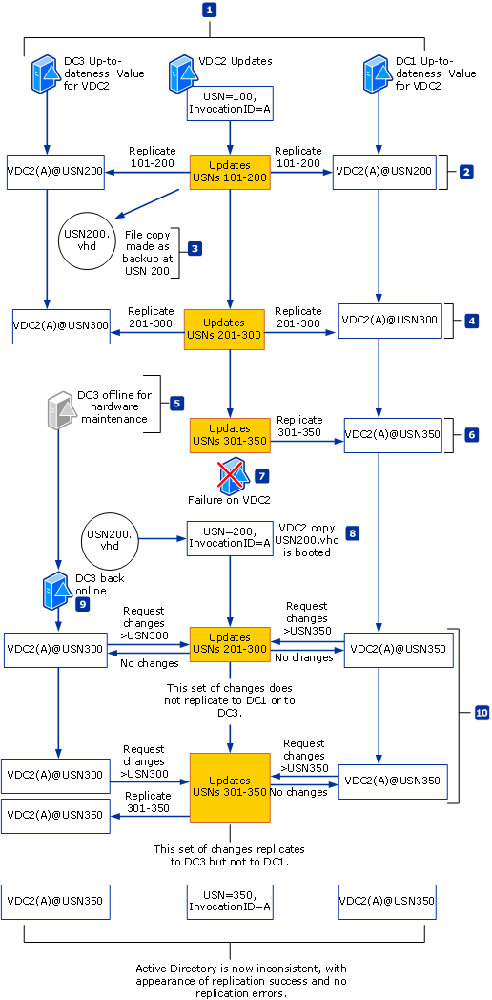 1
DC3 Up-to-
dateness Value
for VDC2
VDC2 Updates
DC1 Up-to-
dateness Value
for VDC2
USN=100,
InvocationID=A
Replicate
101-200
Replicate
101-200
VDC2(A)@USN200
Updates
USNs 101-200
VDC2(A)@USN200
2
USN200.
vhd
File copy
made as
backup at
USN 200
3
Replicate
201-300
Replicate
201-300
VDC2(A)@USN300
Updates
USNs 201-300
VDC2(A)@USN300
4
DC3 offline for
hardware
maintenance
5
Updates
USNs 301-350
Replicate
301-350
VDC2(A)@USN350
6
7
Failure on VDC2
USN200.
vhd
USN=200,
InvocationID=A
VDC2 copy
USN200.vhd
is booted
8
DC3 back
online
9
Request
changes
>USN300
Request
changes
>USN350
VDC2(A)@USN300
No changes
Updates
USNs 201-300
No changes
VDC2(A)@USN350
This set of changes does
not replicate to DC1 or to
DC3.
10
Request
changes
>USN300
Request
changes
>USN350
VDC2(A)@USN300
Updates
USNs 301-350
No changes
VDC2(A)@USN350
Replicate
301-350
VDC2(A)@USN350
This set of changes replicates
to DC3 but not to DC1.
VDC2(A)@USN350
USN=350,
InvocationID=A
VDC2(A)@USN350
Active Directory is now inconsistent, with
appearance of replication success and no
replication errors.